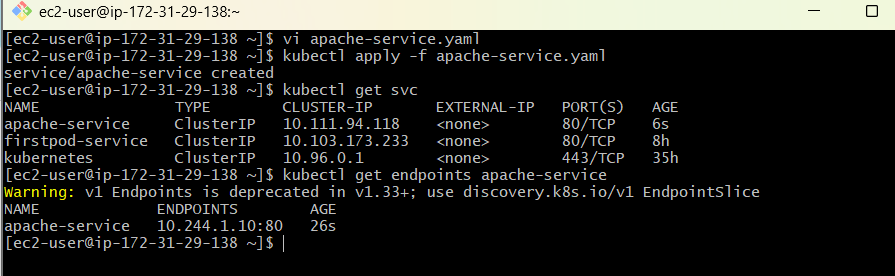 ec2-user@ip-172-31-29-138:~
[ec2-user@ip-172-31-29-138 ~]$ vi apache-service.yaml
[ec2-user@ip-172-31-29-138 ~]$ kubectl apply -f apache-service.yaml
service/apache-service created
[ec2-user@ip-172-31-29-138 ~]$ kubectl get svc
NAME               TYPE        CLUSTER-IP       EXTERNAL-IP   PORT(S)   AGE
apache-service     ClusterIP   10.111.94.118    <none>        80/TCP    6s
firstpod-service   ClusterIP   10.103.173.233   <none>        80/TCP    8h
kubernetes         ClusterIP   10.96.0.1        <none>        443/TCP   35h
[ec2-user@ip-172-31-29-138 ~]$ kubectl get endpoints apache-service
Warning: v1 Endpoints is deprecated in v1.33+; use discovery.k8s.io/v1 EndpointSlice
NAME             ENDPOINTS        AGE
apache-service   10.244.1.10:80   26s
[ec2-user@ip-172-31-29-138 ~]$